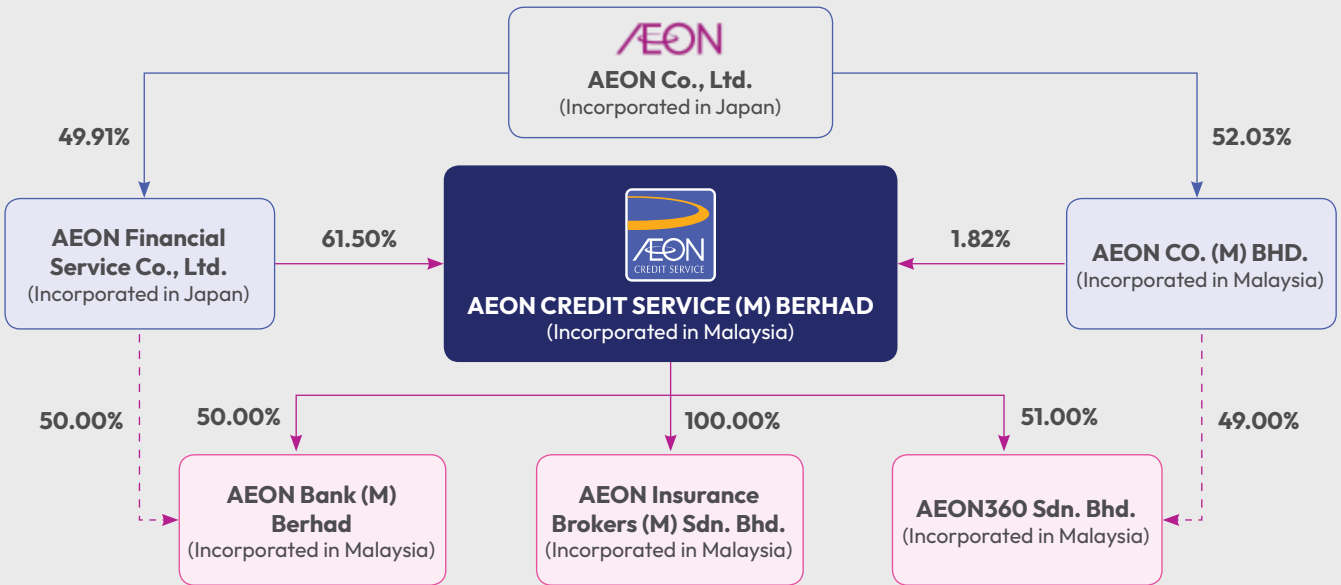 ÆON
AEON Co., Ltd.
(Incorporated in Japan)
49.91%
52.03%
AEON Financial
Service Co., Ltd.
(Incorporated in Japan)
61.50%
ÆON
CREDIT SERVICE
AEON CREDIT SERVICE (M) BERHAD
(Incorporated in Malaysia)
1.82%
AEON CO. (M) BHD.
(Incorporated in Malaysia)
50.00%
50.00%
100.00%
51.00%
49.00%
AEON Bank (M)
Berhad
(Incorporated in Malaysia)
AEON Insurance
Brokers (M) Sdn. Bhd.
(Incorporated in Malaysia)
AEON360 Sdn. Bhd.
(Incorporated in Malaysia)